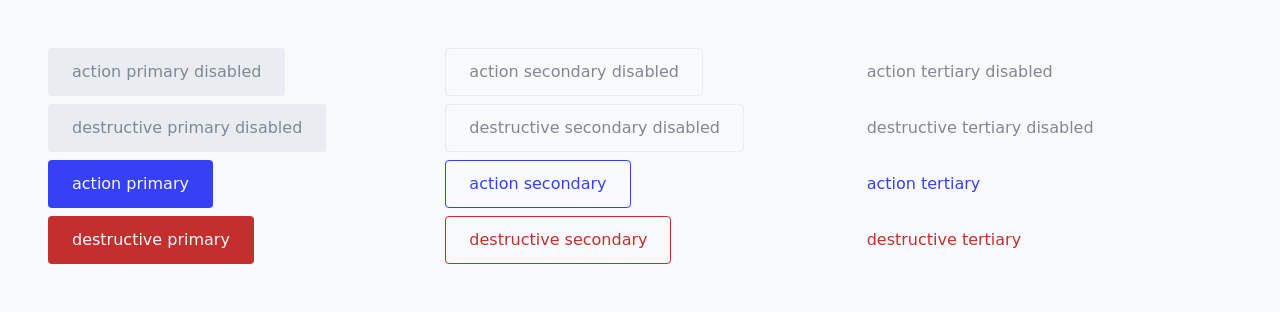 action primary disabled
action secondary disabled
action tertiary disabled
destructive primary disabled
destructive secondary disabled
destructive tertiary disabled
action primary
action secondary
action tertiary
destructive primary
destructive secondary
destructive tertiary